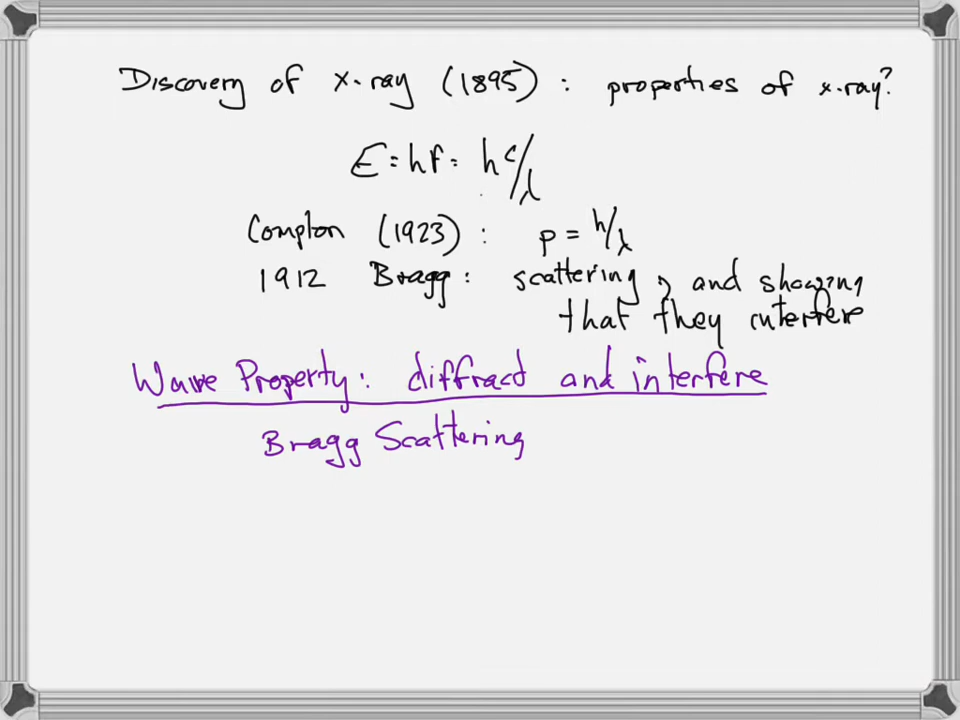 Discovery of x-ray (1895) : properties of x-ray?
E = hf = h c/λ
Compton (1923) : p = h/λ
1912 Bragg : scattering, and showing
that they interfere
Wave Property : diffract and interfere
Bragg Scattering